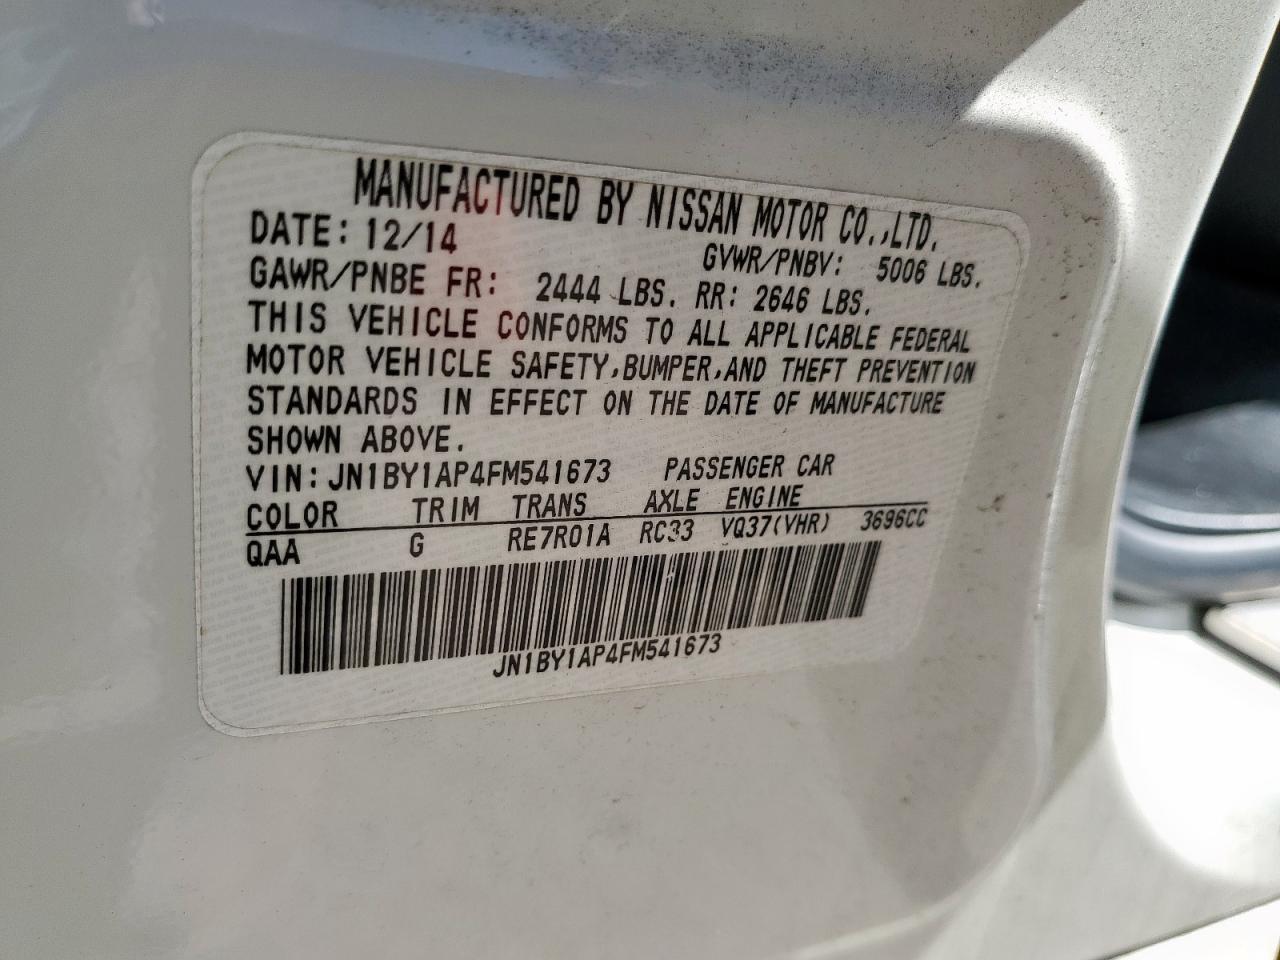 MANUFACTURED BY NISSAN MOTOR CO.,LTD.
DATE: 12/14 GVWR/PNBV: 5006 LBS.
GAWR/PNBE FR: 2444 LBS. RR: 2646 LBS.
THIS VEHICLE CONFORMS TO ALL APPLICABLE FEDERAL
MOTOR VEHICLE SAFETY,BUMPER,AND THEFT PREVENTION
STANDARDS IN EFFECT ON THE DATE OF MANUFACTURE
SHOWN ABOVE.
VIN:JN1BY1AP4FM541673 PASSENGER CAR
COLOR TRIM TRANS AXLE ENGINE
QAA G RE7R01A RC33 VQ37(VHR) 3696CC
JN1BY1AP4FM541673